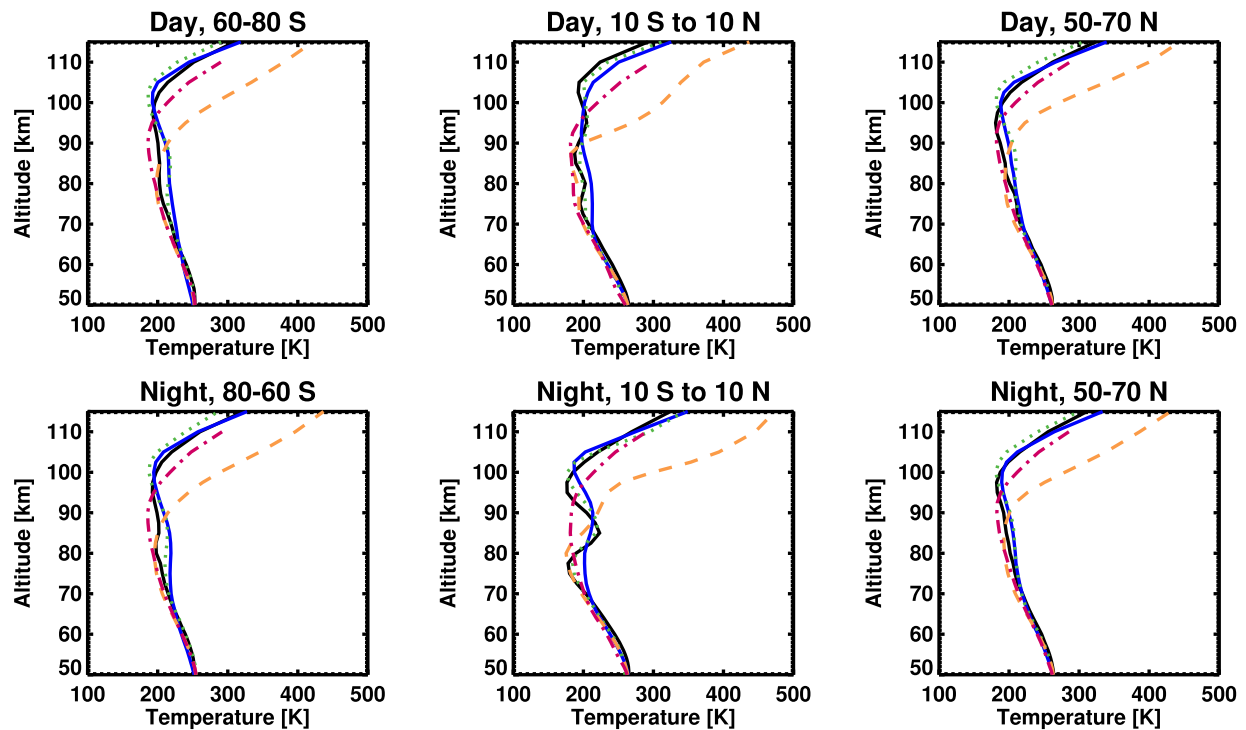 Day, 60-80 S
Day, 10 S to 10 N
Day, 50-70 N
Altitude [km]
110
100
90
80
70
60
50
100 200 300 400 500
Temperature [K]
Altitude [km]
110
100
90
80
70
60
50
100 200 300 400 500
Temperature [K]
Altitude [km]
110
100
90
80
70
60
50
100 200 300 400 500
Temperature [K]
Night, 80-60 S
Night, 10 S to 10 N
Night, 50-70 N
Altitude [km]
110
100
90
80
70
60
50
100 200 300 400 500
Temperature [K]
Altitude [km]
110
100
90
80
70
60
50
100 200 300 400 500
Temperature [K]
Altitude [km]
110
100
90
80
70
60
50
100 200 300 400 500
Temperature [K]